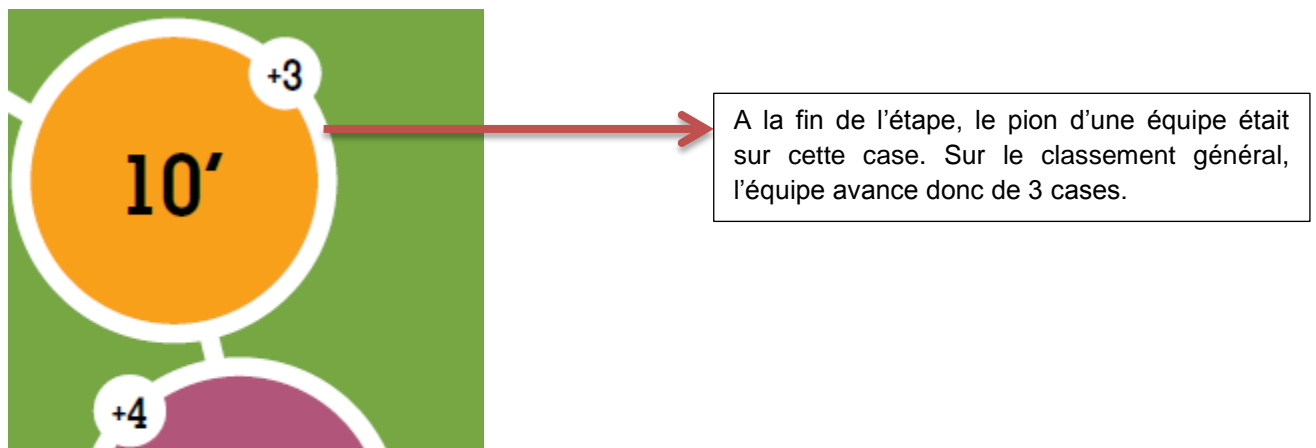 +3
10′
A la fin de l’étape, le pion d’une équipe était
sur cette case. Sur le classement général,
l’équipe avance donc de 3 cases.
+4